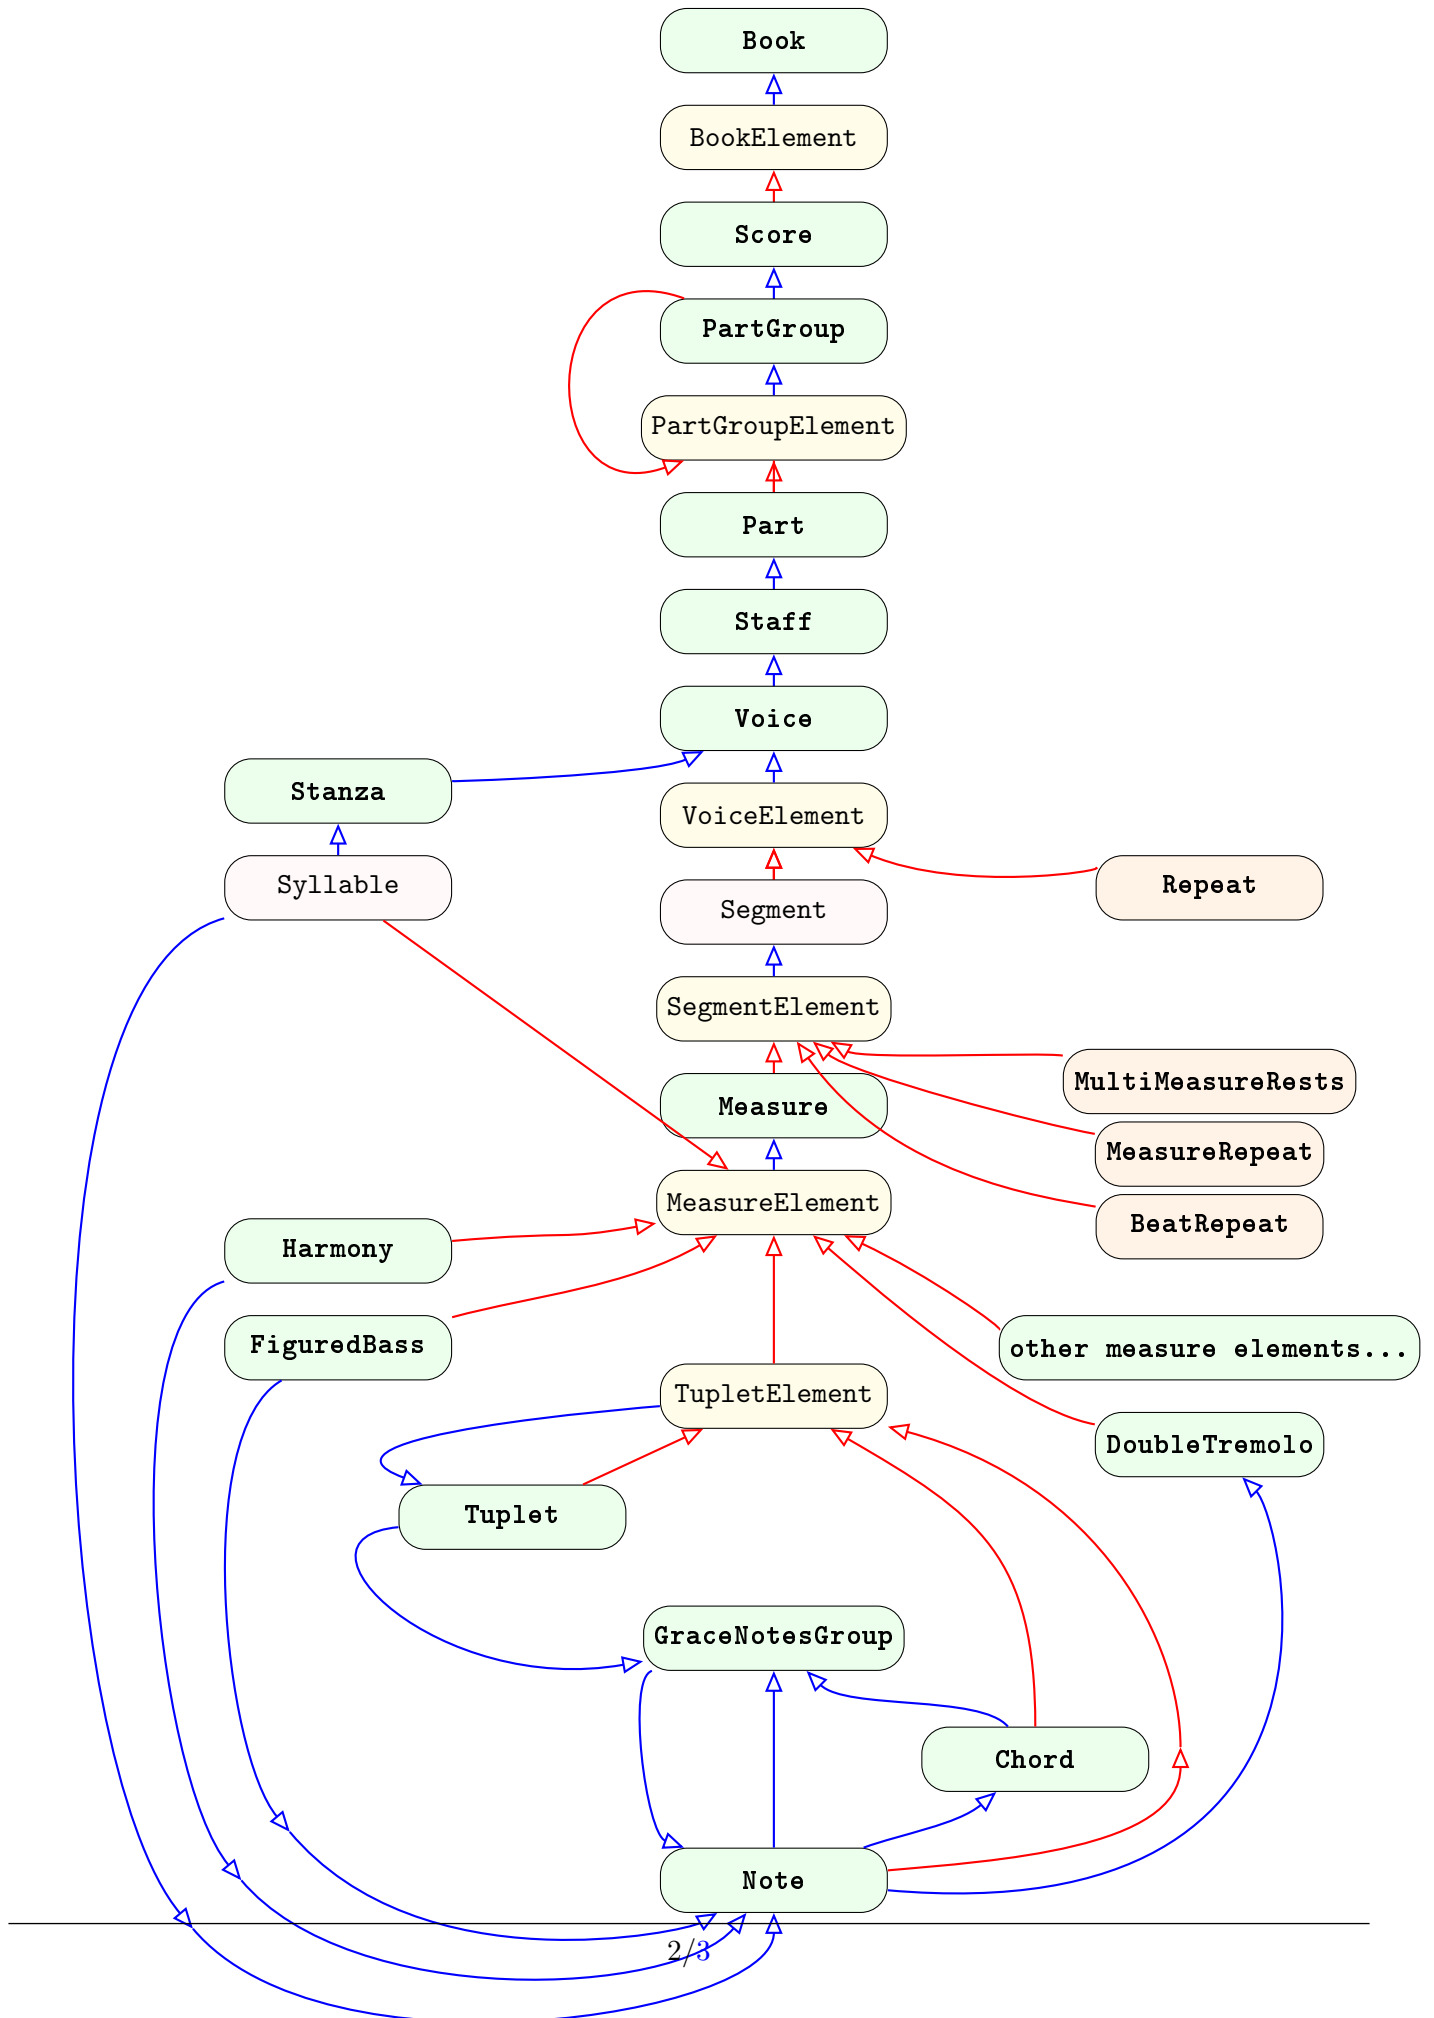 Book
BookElement
Score
PartGroup
PartGroupElement
Part
Staff
Voice
Stanza
VoiceElement
Syllable
Repeat
Segment
SegmentElement
MultiMeasureRests
Measure
MeasureRepeat
MeasureElement
BeatRepeat
Harmony
FiguredBass
other measure elements...
TupletElement
DoubleTremolo
Tuplet
GraceNotesGroup
Chord
Note
2/3